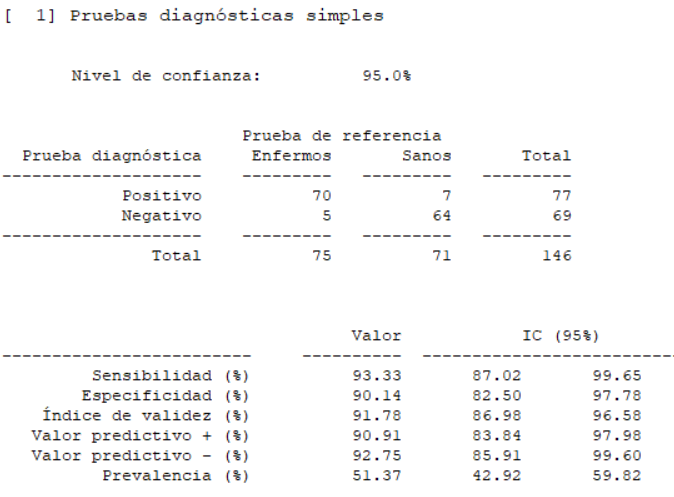 [  1] Pruebas diagnósticas simples
Nivel de confianza: 95.0%
Prueba de referencia
Prueba diagnóstica Enfermos Sanos Total
-------------------- --------- --------- ---------
Positivo 70 7 77
Negativo 5 64 69
-------------------- --------- --------- ---------
Total 75 71 146
Valor IC (95%)
------------------------- ---------- -------------------------
Sensibilidad (%) 93.33 87.02 99.65
Especificidad (%) 90.14 82.50 97.78
Índice de validez (%) 91.78 86.98 96.58
Valor predictivo + (%) 90.91 83.84 97.98
Valor predictivo - (%) 92.75 85.91 99.60
Prevalencia (%) 51.37 42.92 59.82